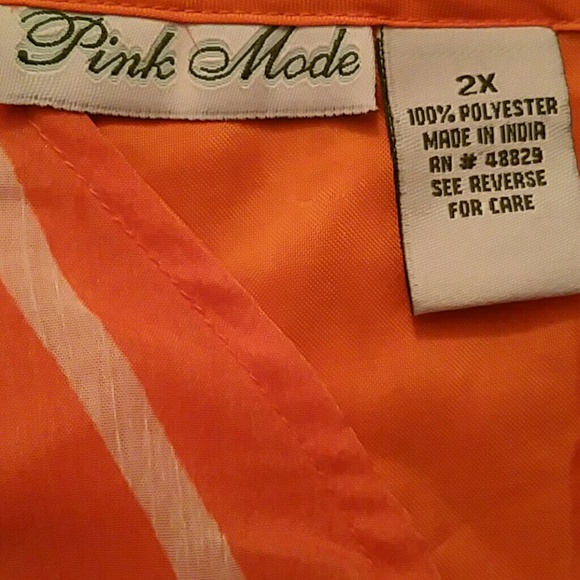 Pink Mode
2X
100% POLYESTER
MADE IN INDIA
RN # 48829
SEE REVERSE
FOR CARE